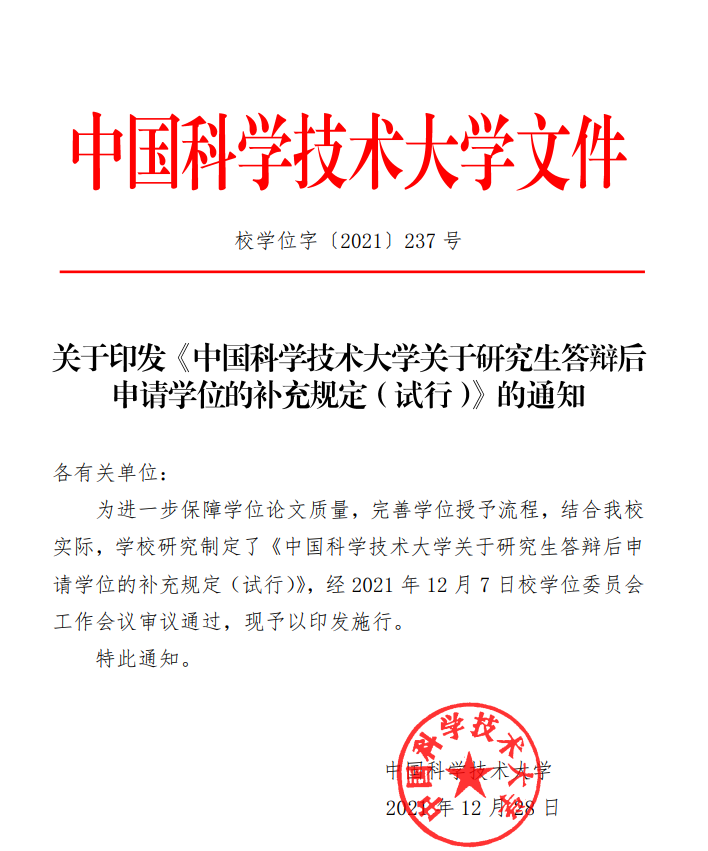 中国科学技术大学文件
校学位字〔2021〕237 号
关于印发《中国科学技术大学关于研究生答辩后
申请学位的补充规定（试行）》的通知
各有关单位：
为进一步保障学位论文质量，完善学位授予流程，结合我校
实际，学校研究制定了《中国科学技术大学关于研究生答辩后申
请学位的补充规定（试行）》，经 2021 年 12 月 7 日校学位委员会
工作会议审议通过，现予以印发施行。
特此通知。
中国科学技术大学
中国科学技术大学
2021 年 12 月 28 日